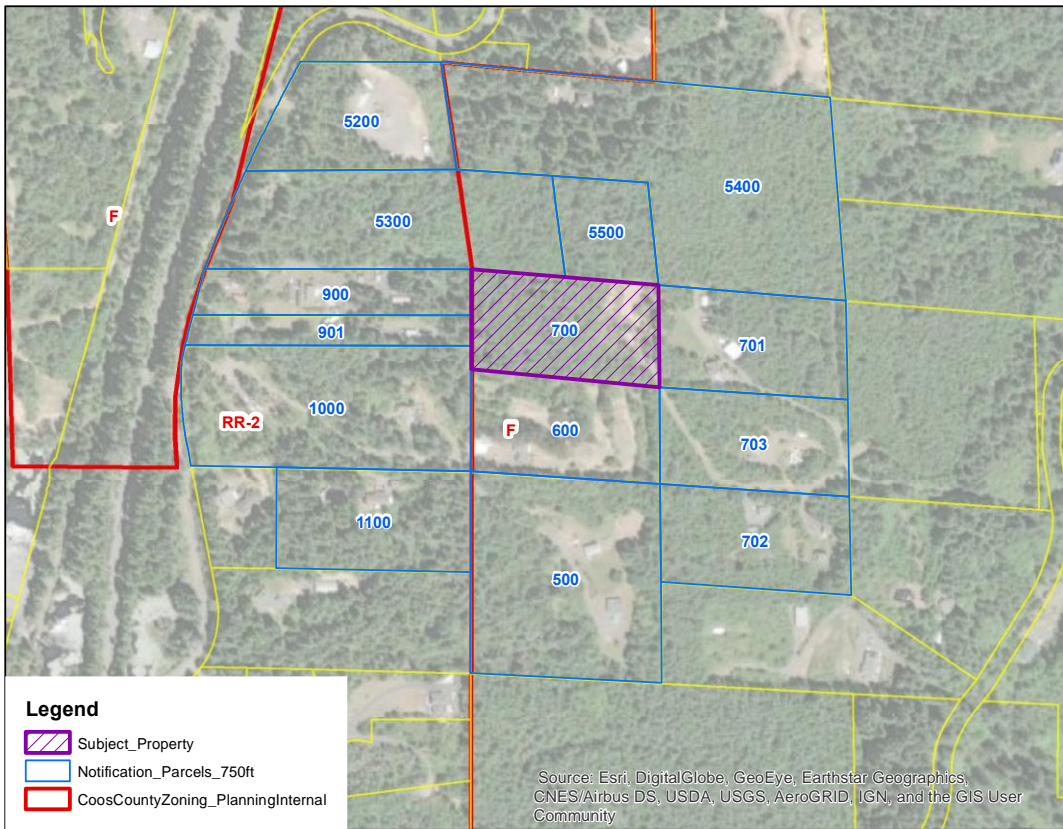 5200
5400
F
5300
5500
900
700
901
701
1000
RR-2
F
600
703
1100
702
500
Legend
Subject_Property
Notification_Parcels_750ft
CoosCountyZoning_PlanningInternal
Source: Esri, DigitalGlobe, GeoEye, Earthstar Geographics,
CNES/Airbus DS, USDA, USGS, AeroGRID, IGN, and the GIS User
Community